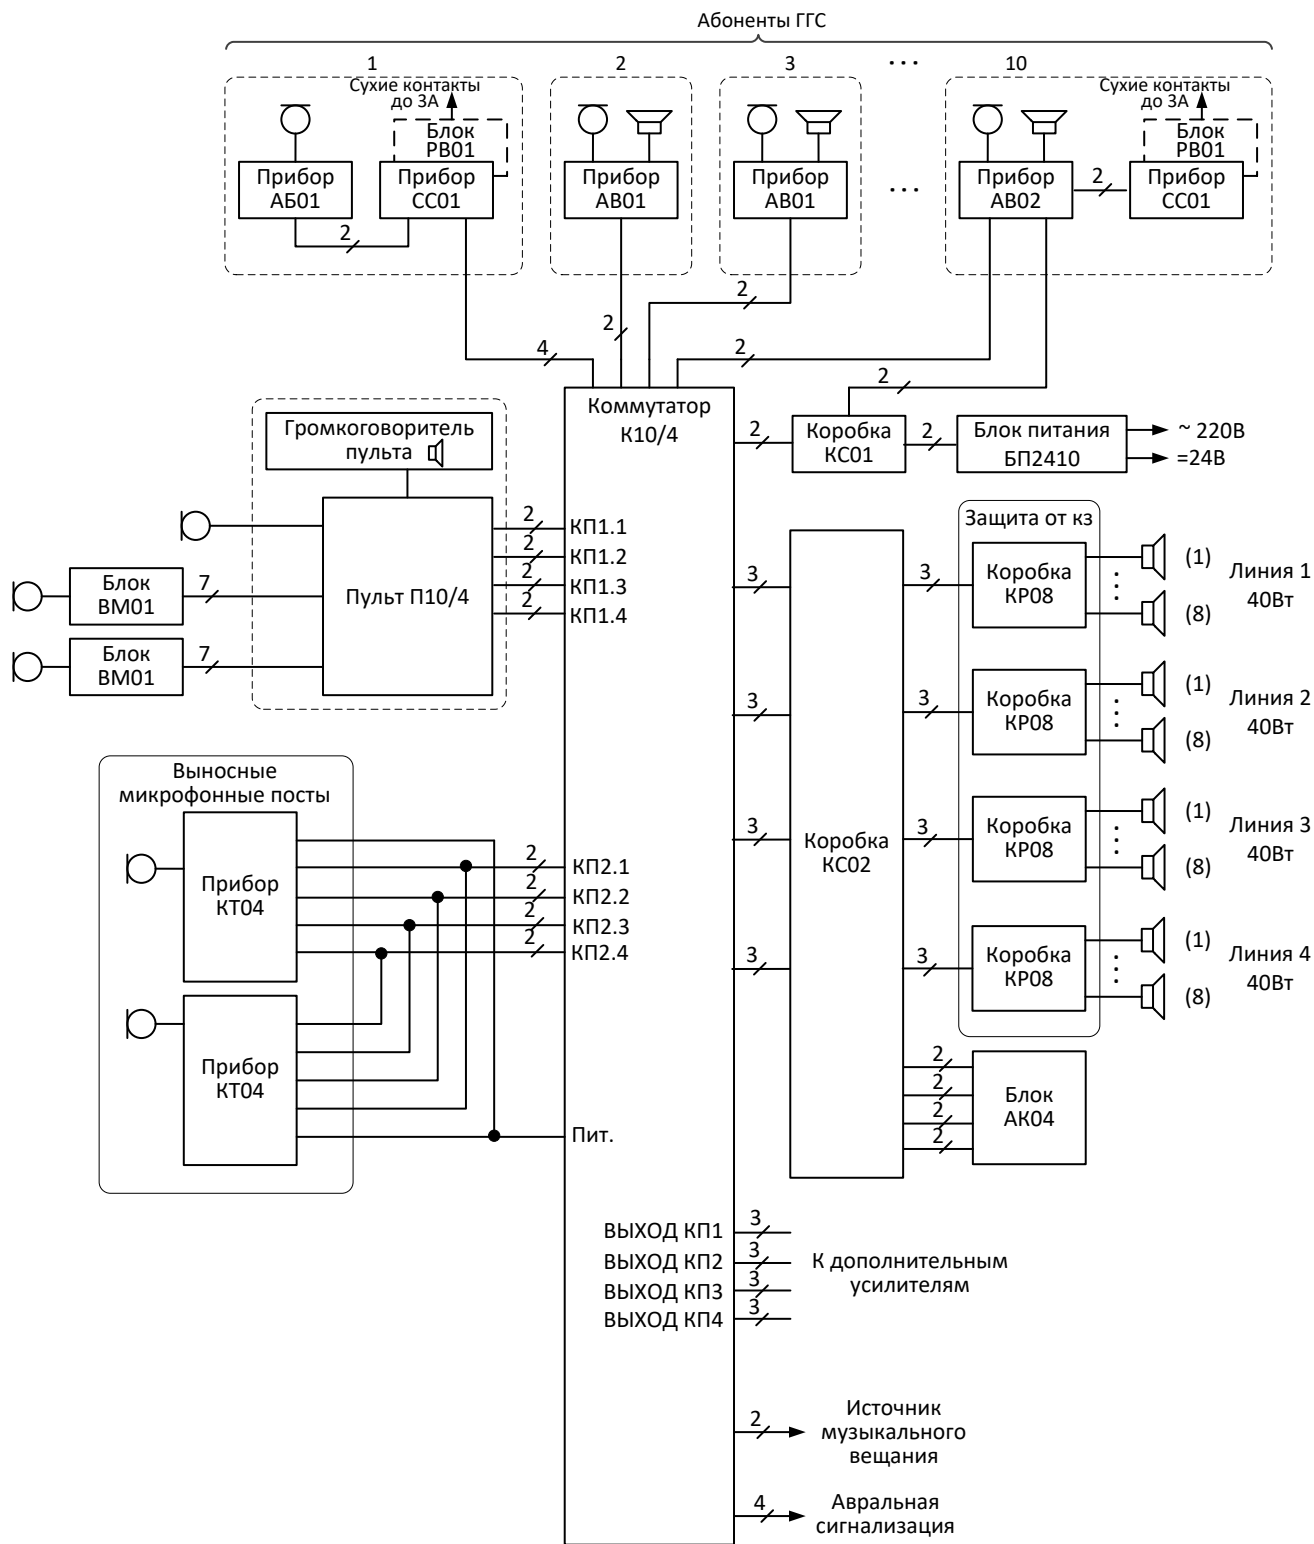 Абоненты ГГС
1
2
3
...
10
Сухие контакты
до 3А
Блок
РВ01
Прибор
АБ01
Прибор
СС01
2
Прибор
АВ01
Прибор
АВ01
...
Прибор
АВ02
2
Сухие контакты
до 3А
Блок
РВ01
Прибор
СС01
4
2
2
2
2
Коммутатор
К10/4
2
Коробка
КС01
2
Блок питания
БП2410
~ 220В
=24В
Громкоговоритель
пульта
Пульт П10/4
Блок
ВМ01
7
Блок
ВМ01
7
2
КП1.1
2
КП1.2
2
КП1.3
2
КП1.4
Выносные
микрофонные посты
Прибор
КТ04
Прибор
КТ04
2
КП2.1
2
КП2.2
2
КП2.3
2
КП2.4
Пит.
3
3
3
3
Коробка
КС02
Защита от кз
3
Коробка
КР08
(1)
(8)
Линия 1
40Вт
3
Коробка
КР08
(1)
(8)
Линия 2
40Вт
3
Коробка
КР08
(1)
(8)
Линия 3
40Вт
3
Коробка
КР08
(1)
(8)
Линия 4
40Вт
2
2
2
2
Блок
АК04
ВЫХОД КП1
3
ВЫХОД КП2
3
ВЫХОД КП3
3
ВЫХОД КП4
3
К дополнительным
усилителям
2
Источник
музыкального
вещания
4
Авральная
сигнализация